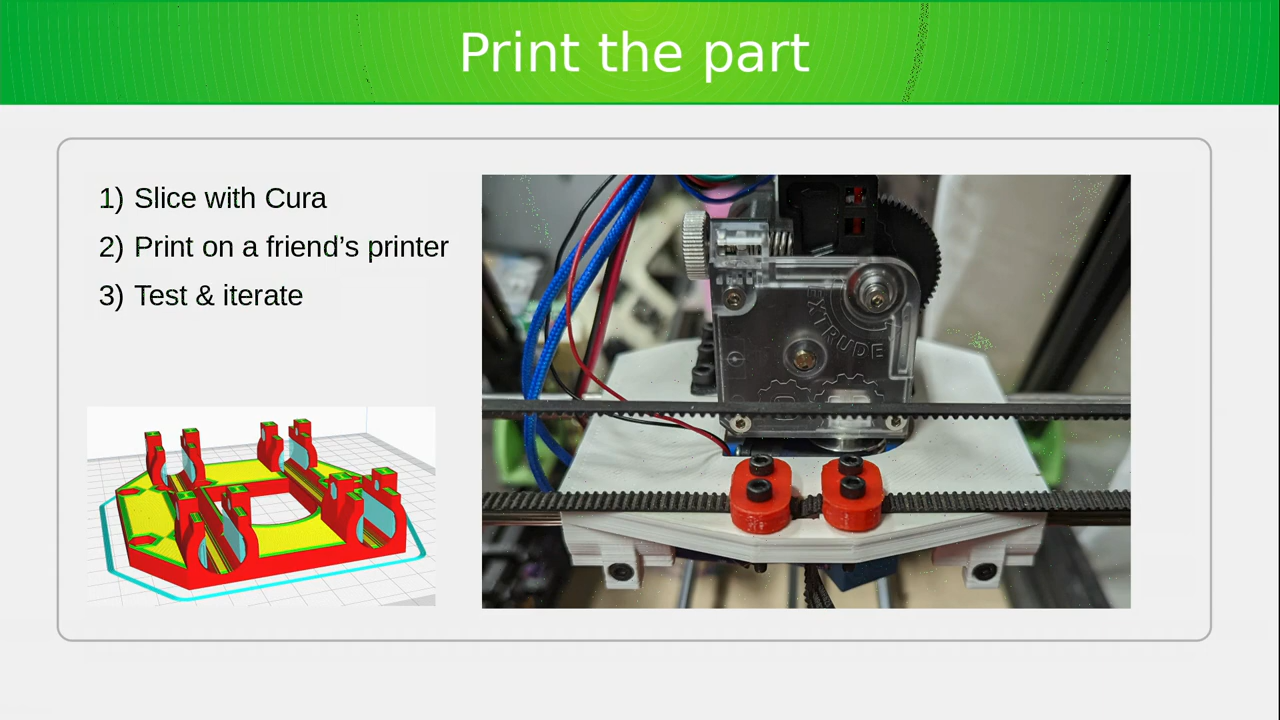 Print the part
1) Slice with Cura
2) Print on a friend’s printer
3) Test & iterate
EXTRUDE